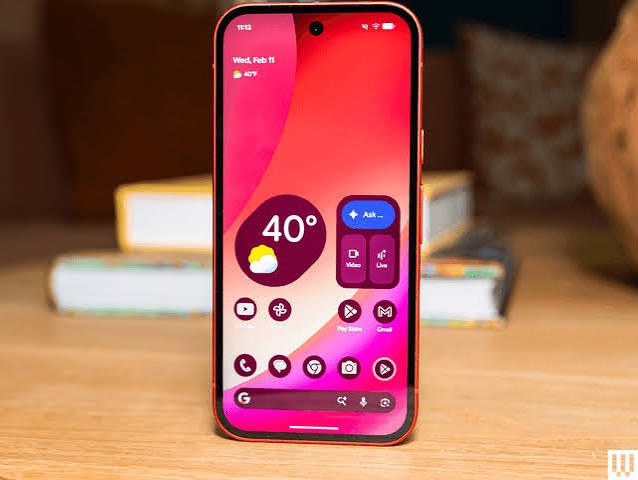 11:13
Wed, Feb 11
40°F
40°
Ask ...
Video
Live
Play Store
Gmail
G
W